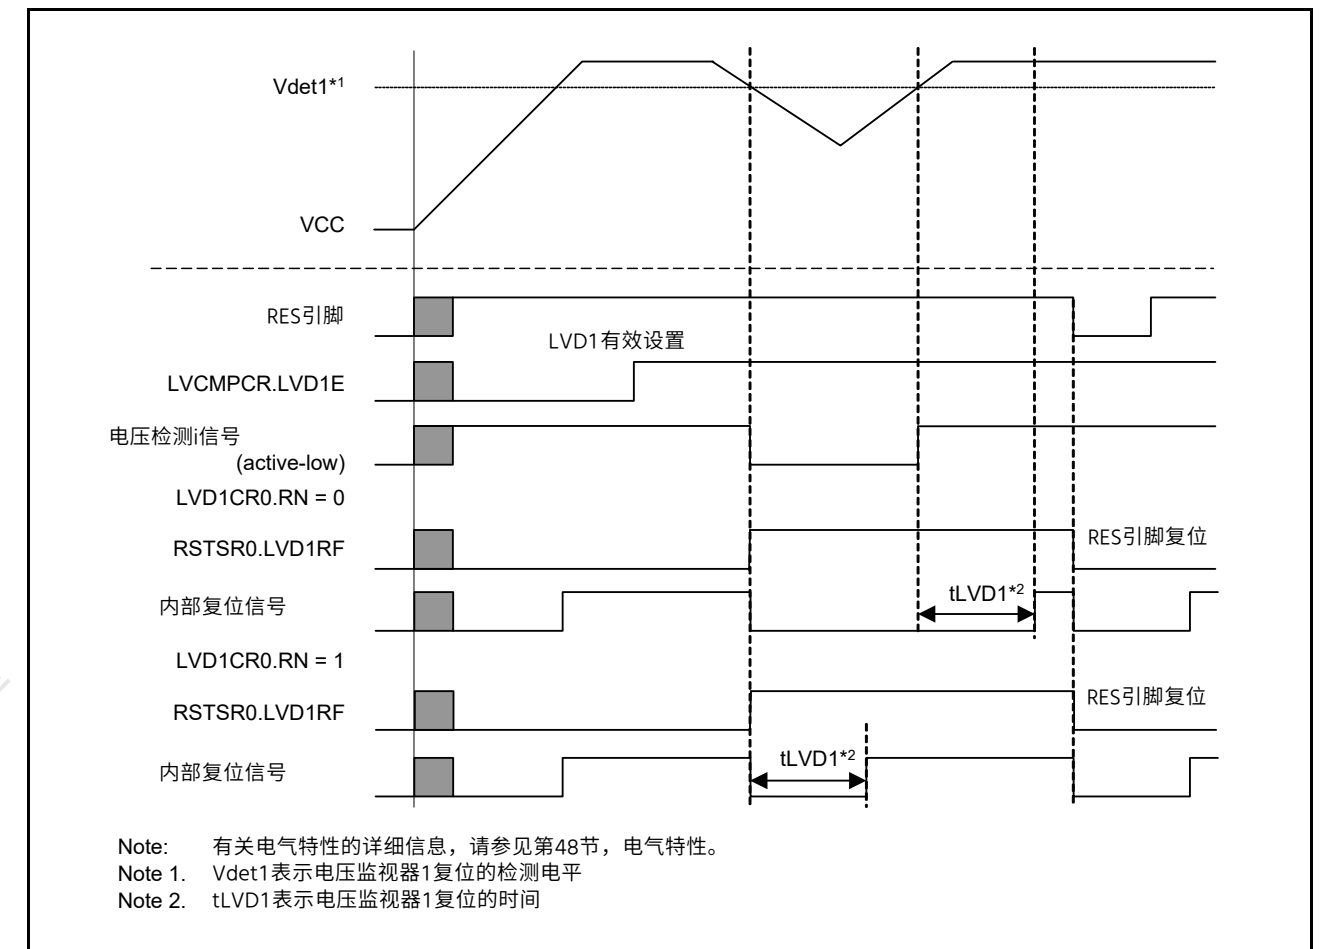 Vdet1*1
VCC
RES引脚
LVD1有效设置
LVCMPCR.LVD1E
电压检测i信号
(active-low)
LVD1CR0.RN = 0
RSTSR0.LVD1RF
RES引脚复位
内部复位信号
tLVD1*2
LVD1CR0.RN = 1
RSTSR0.LVD1RF
RES引脚复位
内部复位信号
tLVD1*2
Note: 有关电气特性的详细信息，请参见第48节，电气特性。
Note 1. Vdet1表示电压监视器1复位的检测电平
Note 2. tLVD1表示电压监视器1复位的时间